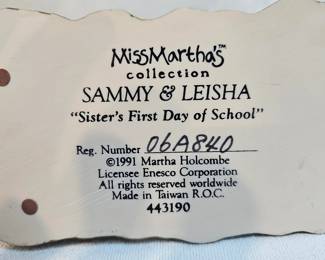 MissMartha's™
collection
SAMMY & LEISHA
"Sister's First Day of School"
Reg. Number 06A840
©1991 Martha Holcombe
Licensee Enesco Corporation
All rights reserved worldwide
Made in Taiwan R.O.C.
443190